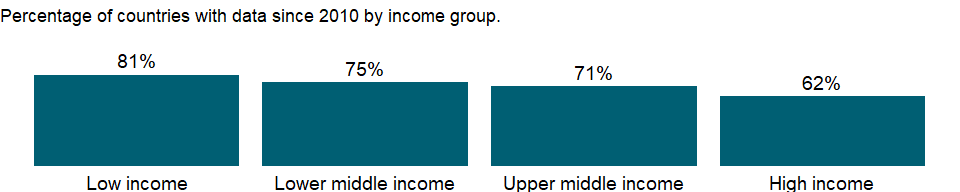 Percentage of countries with data since 2010 by income group.
81%
75%
71%
62%
Low income
Lower middle income
Upper middle income
High income